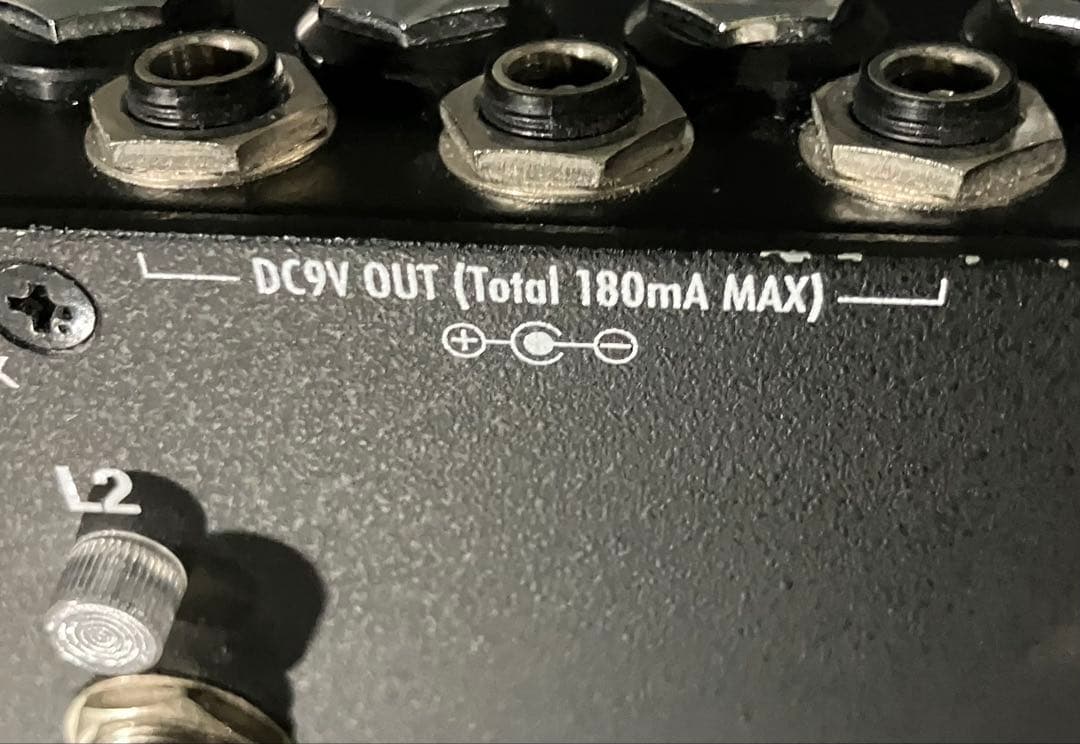 DC9V OUT (Total 180mA MAX)
L2